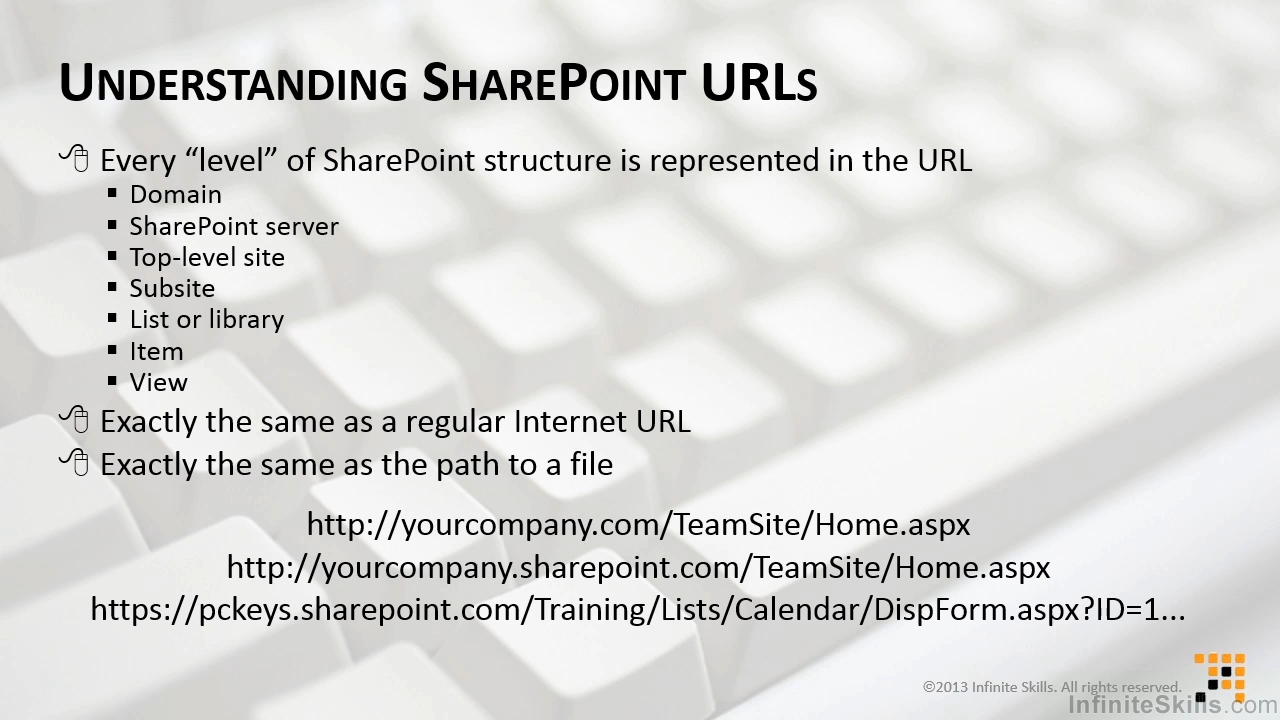 Understanding SharePoint URLs
Every “level” of SharePoint structure is represented in the URL
Domain
SharePoint server
Top-level site
Subsite
List or library
Item
View
Exactly the same as a regular Internet URL
Exactly the same as the path to a file
http://yourcompany.com/TeamSite/Home.aspx
http://yourcompany.sharepoint.com/TeamSite/Home.aspx
https://pckeys.sharepoint.com/Training/Lists/Calendar/DispForm.aspx?ID=1...
©2013 Infinite Skills. All rights reserved.
InfiniteSkills.com